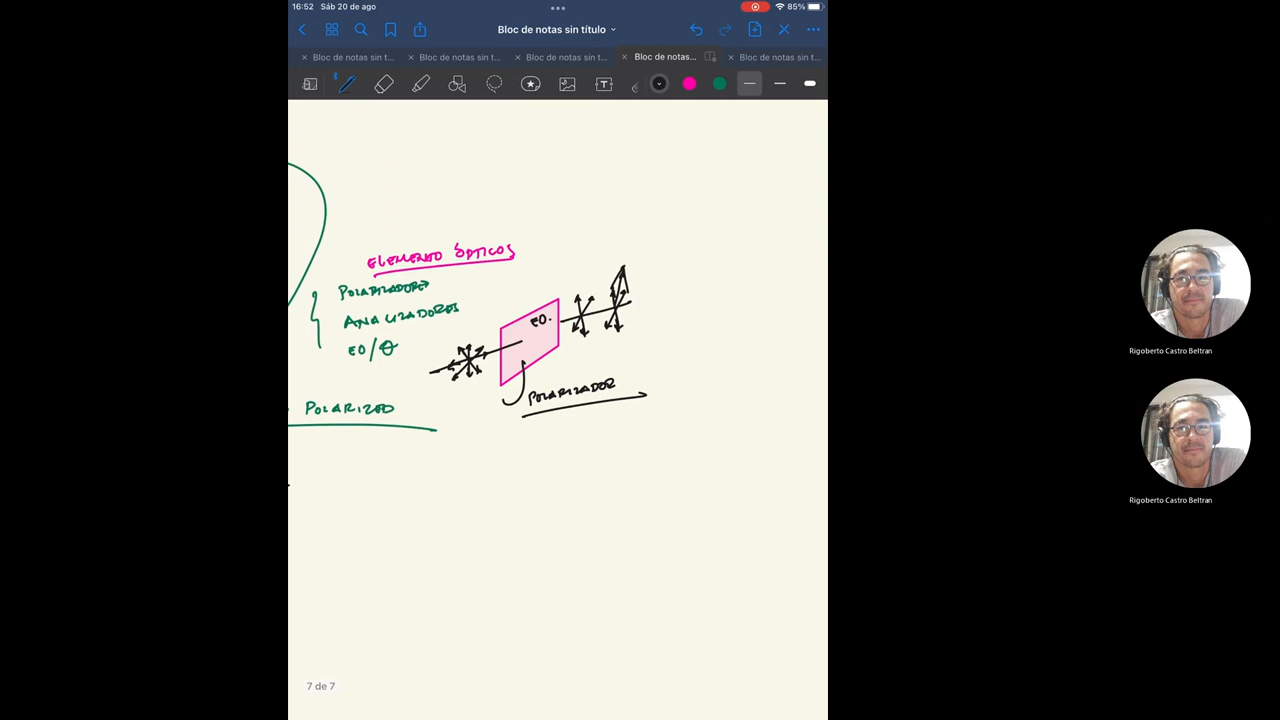 16:52 Sáb 20 de ago
85%
Bloc de notas sin título
Bloc de notas sin t...
Bloc de notas sin t...
Bloc de notas sin t...
Bloc de notas...
Bloc de notas sin t...
T
ELEMENTO ÓPTICOS
POLARIZADORES
ANALIZADORES
EO/θ
EO.
POLARIZADOR
POLARIZADO
Rigoberto Castro Beltran
Rigoberto Castro Beltran
7 de 7